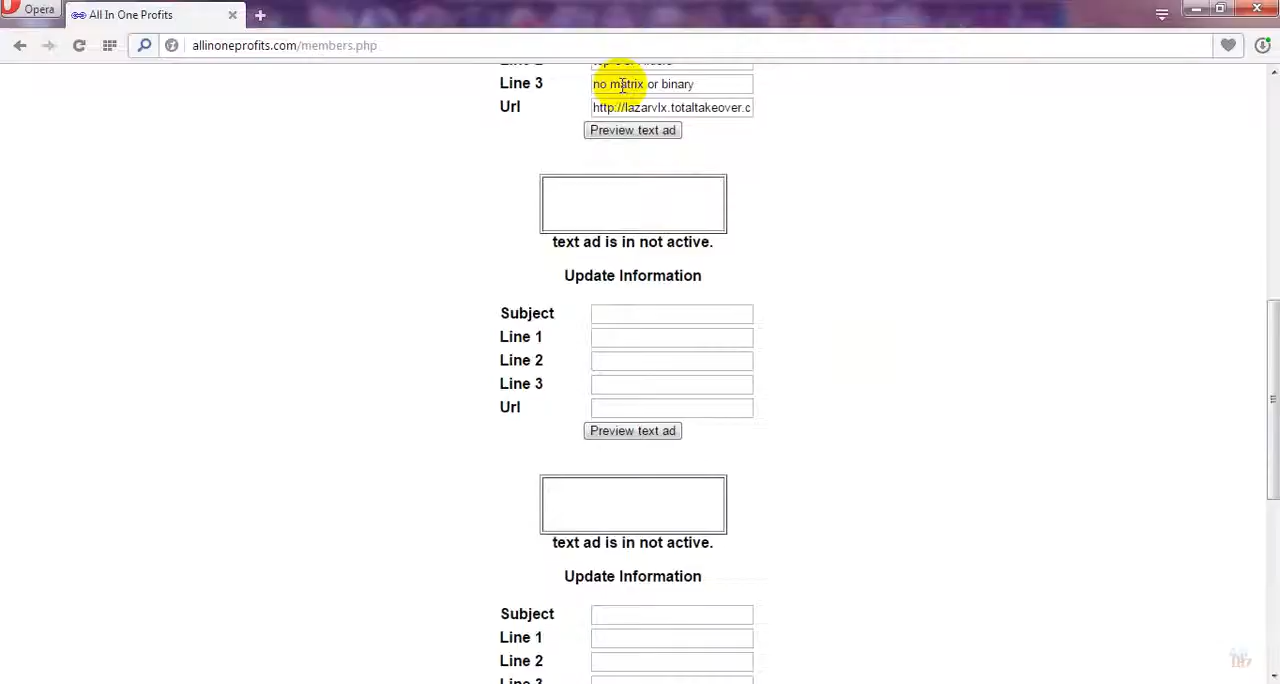 Opera
All In One Profits
allinoneprofits.com/members.php
Line 3 no matrix or binary
Url http://lazarvlx.totaltakeover.c
Preview text ad
text ad is in not active.
Update Information
Subject
Line 1
Line 2
Line 3
Url
Preview text ad
text ad is in not active.
Update Information
Subject
Line 1
Line 2
Line 3